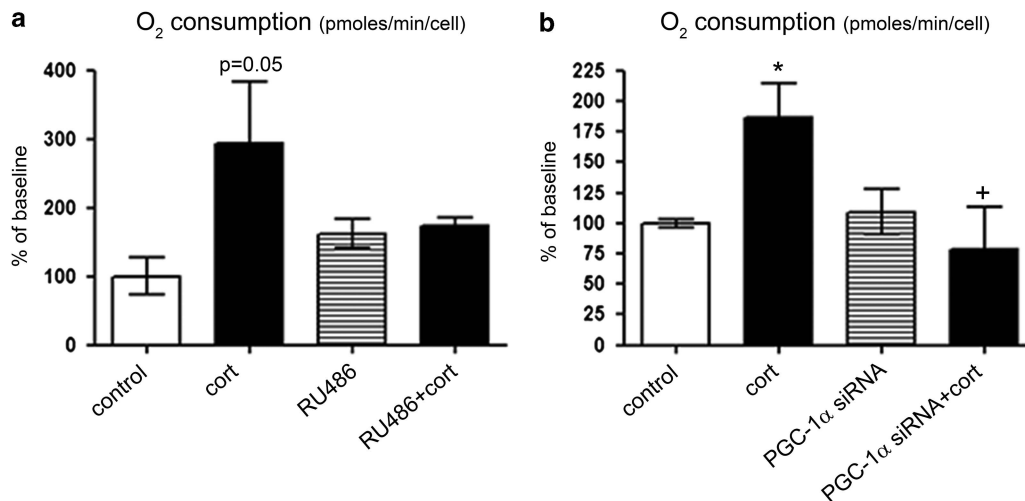 a
O₂ consumption (pmoles/min/cell)
% of baseline
400
300
200
100
0
p=0.05
control
cort
RU486
RU486+cort
b
O₂ consumption (pmoles/min/cell)
% of baseline
225
200
175
150
125
100
75
50
25
0
*
+
control
cort
PGC-1α siRNA
PGC-1α siRNA+cort